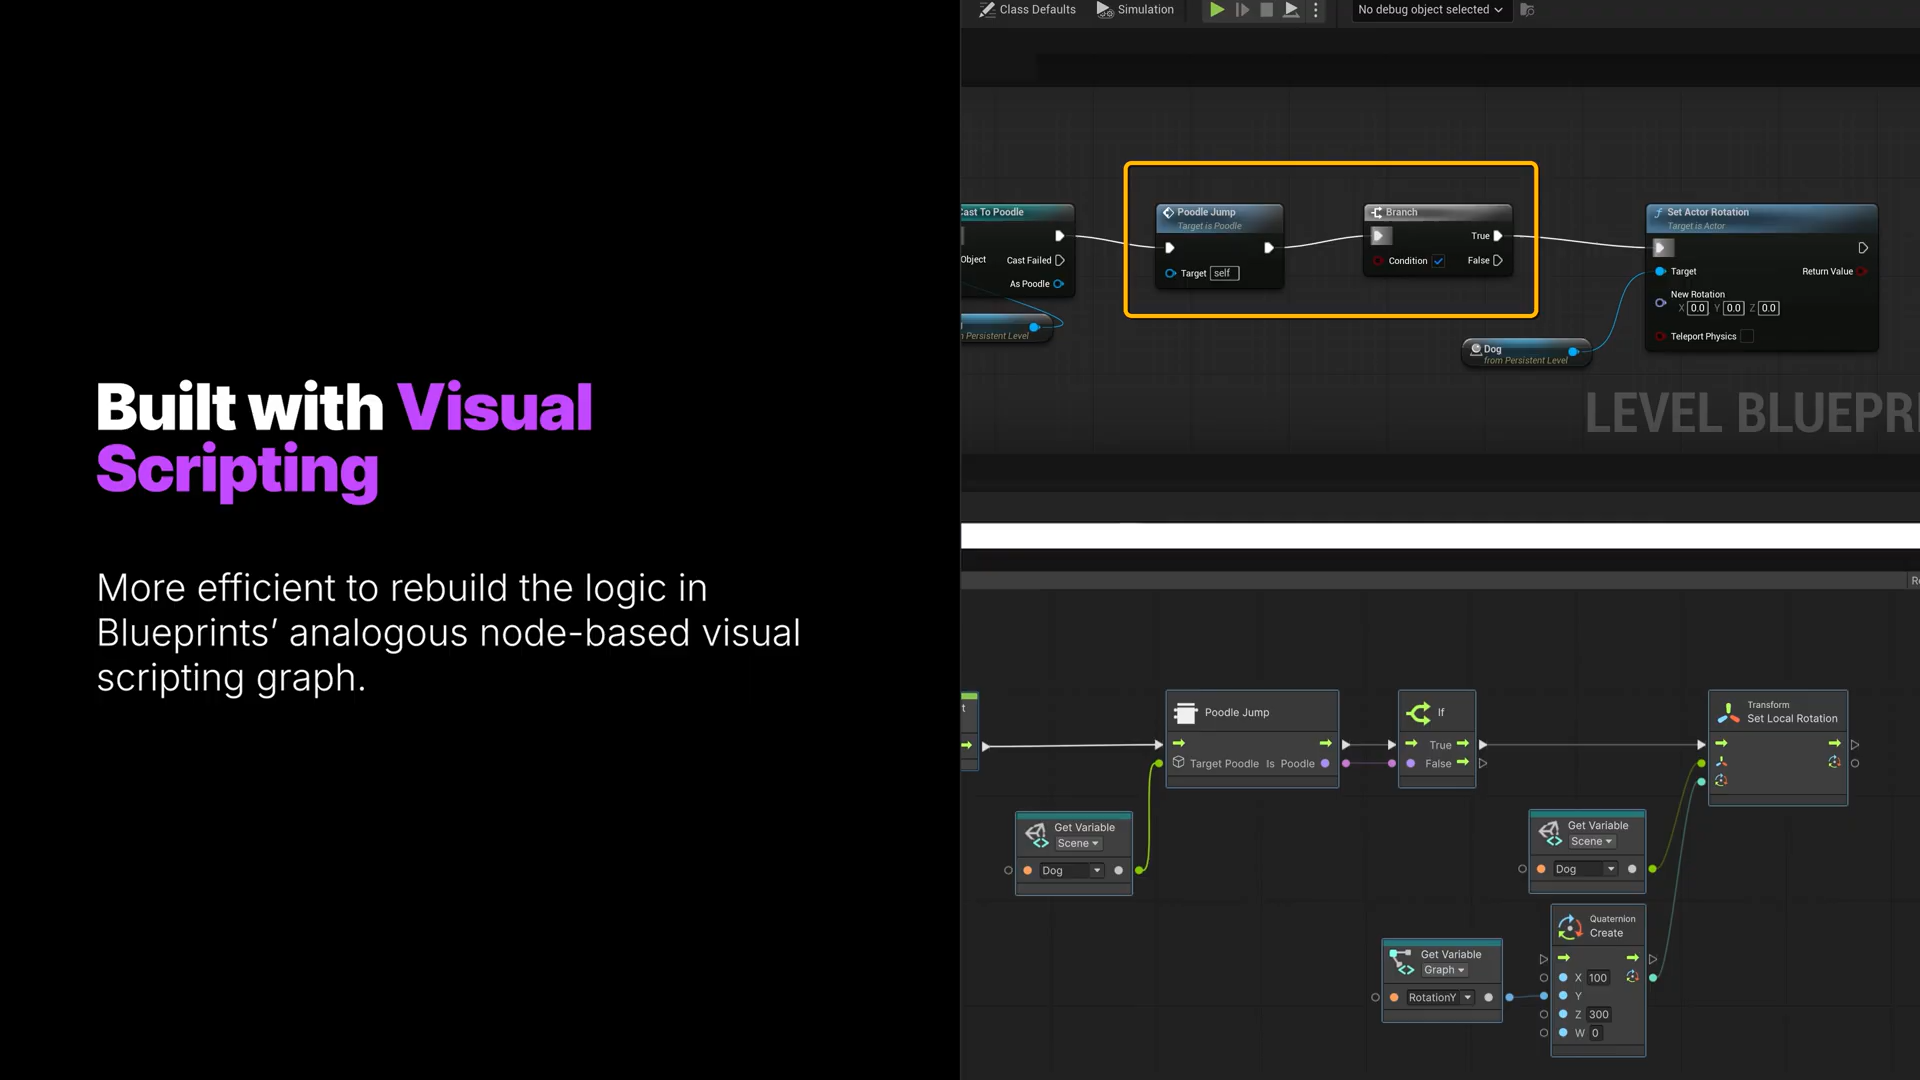 Built with Visual
Scripting
More efficient to rebuild the logic in
Blueprints’ analogous node-based visual
scripting graph.
Class Defaults
Simulation
No debug object selected
Cast To Poodle
Object
Cast Failed
As Poodle
Persistent Level
Poodle Jump
Target is Poodle
Target self
Branch
True
Condition
False
Dog
from Persistent Level
Set Actor Rotation
Target is Actor
Target
Return Value
New Rotation
X 0.0 Y 0.0 Z 0.0
Teleport Physics
LEVEL BLUEPRI
Re
t
Poodle Jump
Target Poodle Is Poodle
If
True
False
Transform
Set Local Rotation
Get Variable
Scene
Dog
Get Variable
Scene
Dog
Get Variable
Graph
RotationY
Quaternion
Create
X 100
Y
Z 300
W 0